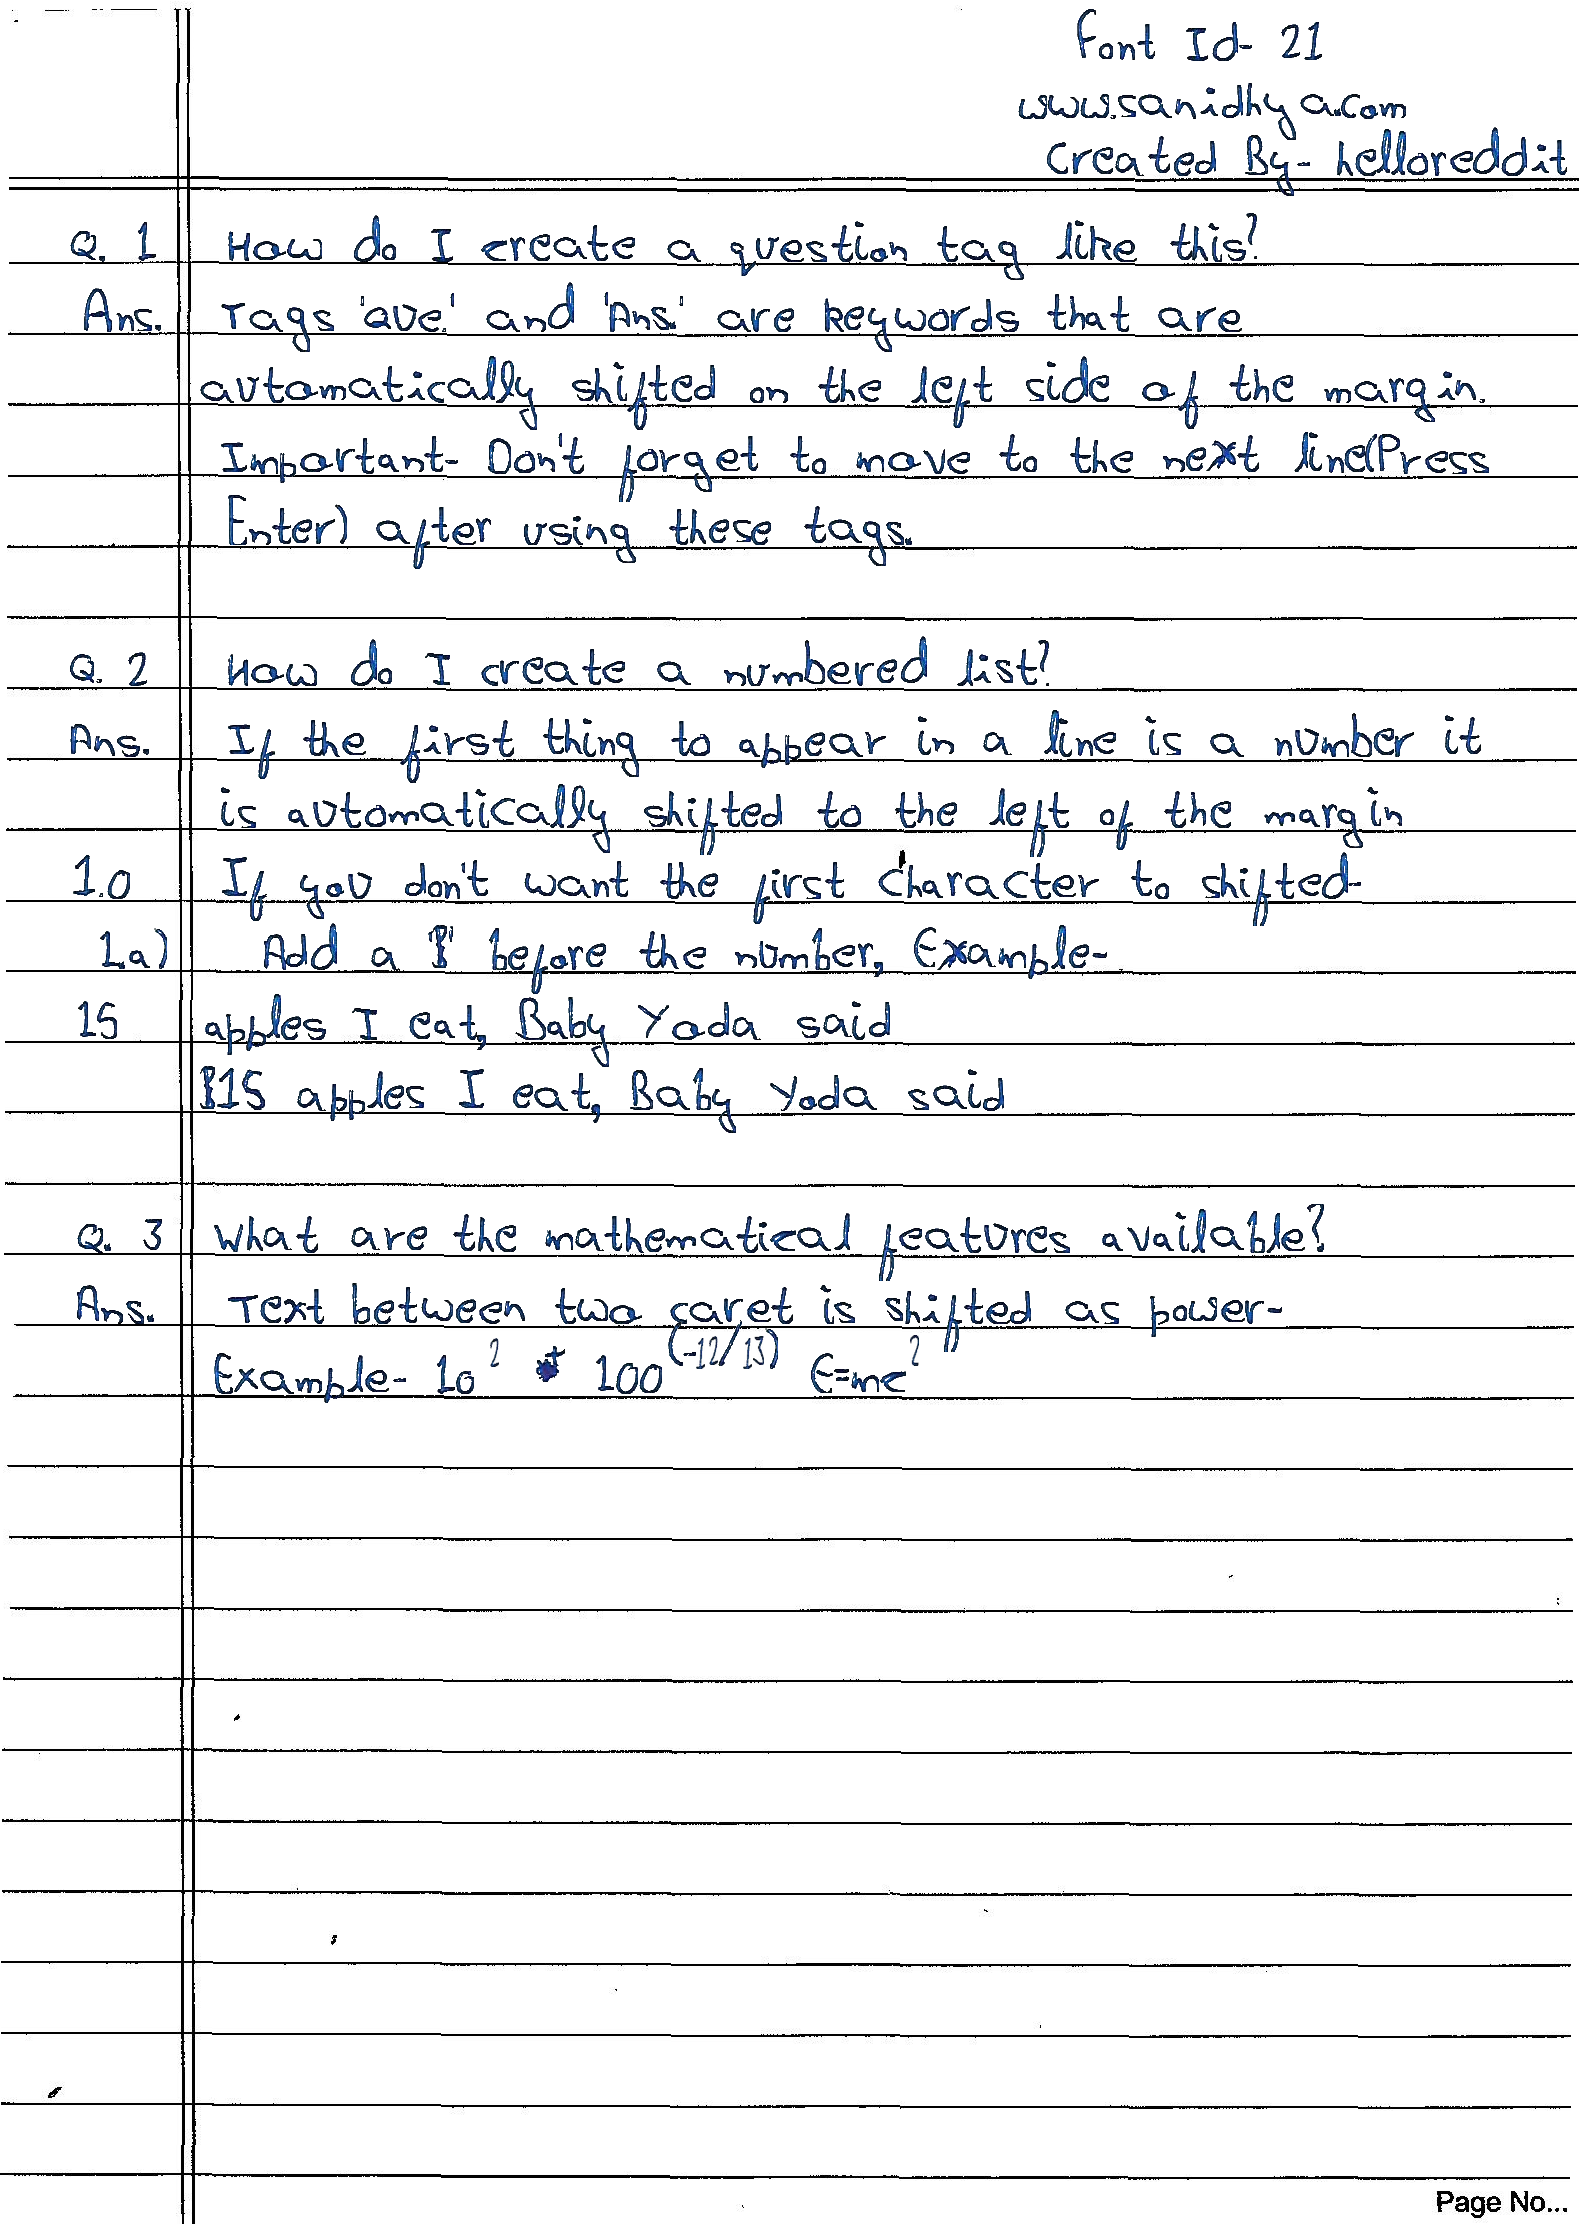 Font Id- 21
www.sanidhya.com
Created By- helloreddit
Q. 1 How do I create a question tag like this?
Ans. Tags 'Que.' and 'Ans.' are keywords that are
automatically shifted on the left side of the margin.
Important- Don't forget to move to the next line(Press
Enter) after using these tags.
Q. 2 How do I create a numbered list?
Ans. If the first thing to appear in a line is a number it
is automatically shifted to the left of the margin
1.0 If you don't want the first character to shifted-
1.a) Add a '$' before the number, Example-
15 apples I eat, Baby Yoda said
$15 apples I eat, Baby Yoda said
Q. 3 What are the mathematical features available?
Ans. Text between two caret is shifted as power-
Example- 10² + 100^(-12/13) E=mc²
Page No...